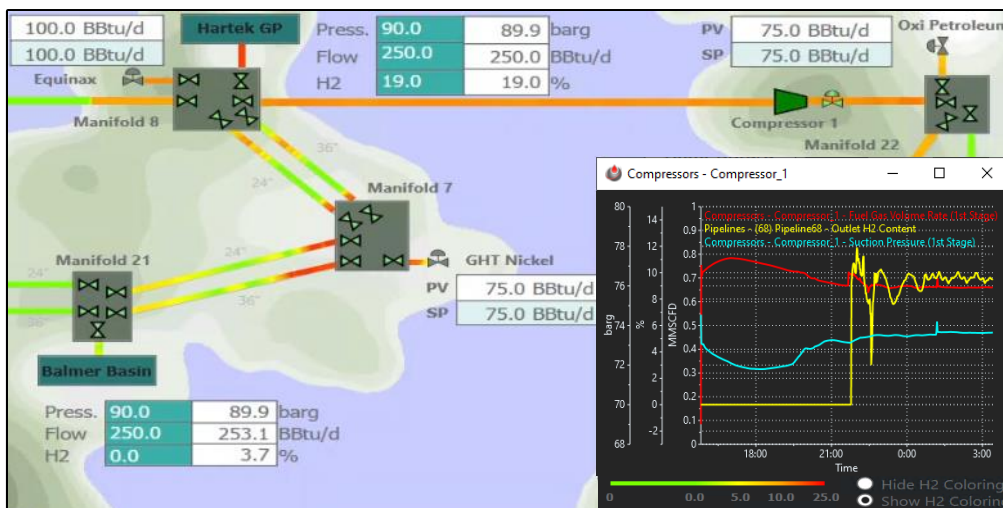 100.0 BBtu/d
100.0 BBtu/d
Hartek GP
Press. 90.0 89.9 barg
Flow 250.0 250.0 BBtu/d
H2 19.0 19.0 %
PV 75.0 BBtu/d
SP 75.0 BBtu/d
Oxi Petroleum
Equinax
Manifold 8
Compressor 1
Manifold 22
36"
24"
Manifold 7
24"
36"
Manifold 21
24"
36"
GHT Nickel
PV 75.0 BBtu/d
SP 75.0 BBtu/d
Balmer Basin
Press. 90.0 89.9 barg
Flow 250.0 253.1 BBtu/d
H2 0.0 3.7 %
Compressors - Compressor_1
Compressors - Compressor_1 - Fuel Gas Volume Rate (1st Stage)
Pipelines - (68) Pipeline68 - Outlet H2 Content
Compressors - Compressor_1 - Suction Pressure (1st Stage)
80
78
76
74
72
70
68
barg
14
12
10
8
6
4
2
0
-2
%
1
0.9
0.8
0.7
0.6
0.5
0.4
0.3
0.2
0.1
0
MMSCFD
18:00 21:00 0:00 3:00
Time
0 0.0 5.0 10.0 25.0
Hide H2 Coloring
Show H2 Coloring